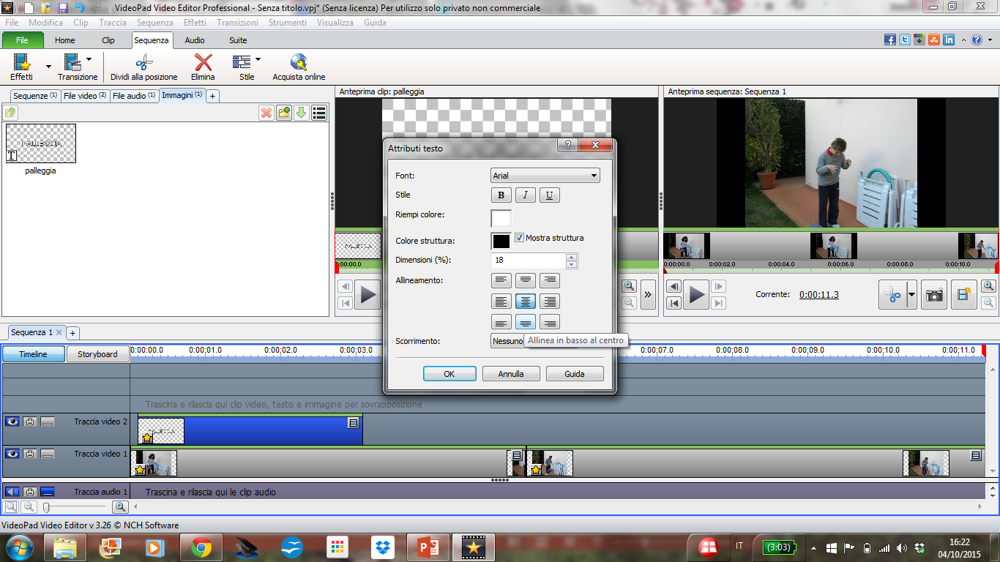 VideoPad Video Editor Professional - Senza titolo.vpj* (Senza licenza) Per utilizzo solo privato non commerciale
File Modifica Clip Traccia Sequenza Effetti Transizioni Strumenti Visualizza Guida
File Home Clip Sequenza Audio Suite
Effetti Transizione Dividi alla posizione Elimina Stile Acquista online
Sequenze (1) File video (2) File audio (1) Immagini (1) +
Anteprima clip: palleggia
Anteprima sequenza: Sequenza 1
PALLEGGIA
T
palleggia
Attributi testo
Font: Arial
Stile B I U
Riempi colore:
Colore struttura: Mostra struttura
Dimensioni (%): 18
Allineamento:
Scorrimento: Nessuno
Allinea in basso al centro
OK Annulla Guida
0:00:00.0
0:00:00.0 0:00:02.0 0:00:04.0 0:00:06.0 0:00:08.0 0:00:10.0
Corrente: 0:00:11.3
Sequenza 1 +
Timeline Storyboard
0:00:00.0 0:00:01.0 0:00:02.0 0:00:03.0 0:00:07.0 0:00:08.0 0:00:09.0 0:00:10.0 0:00:11.0
Trascina e rilascia qui clip video, testo e immagine per sovrapposizione
Traccia video 2
Traccia video 1
Traccia audio 1 Trascina e rilascia qui le clip audio
VideoPad Video Editor v 3.26 © NCH Software
IT (3:03) 16:22
04/10/2015